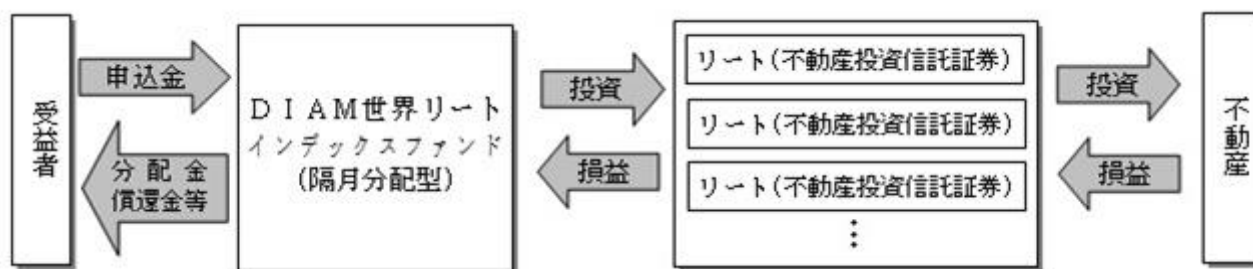 受益者
申込金
分配金
償還金等
DIAM世界リート
インデックスファンド
(隔月分配型)
投資
損益
リート(不動産投資信託証券)
リート(不動産投資信託証券)
リート(不動産投資信託証券)
⋮
投資
損益
不動産